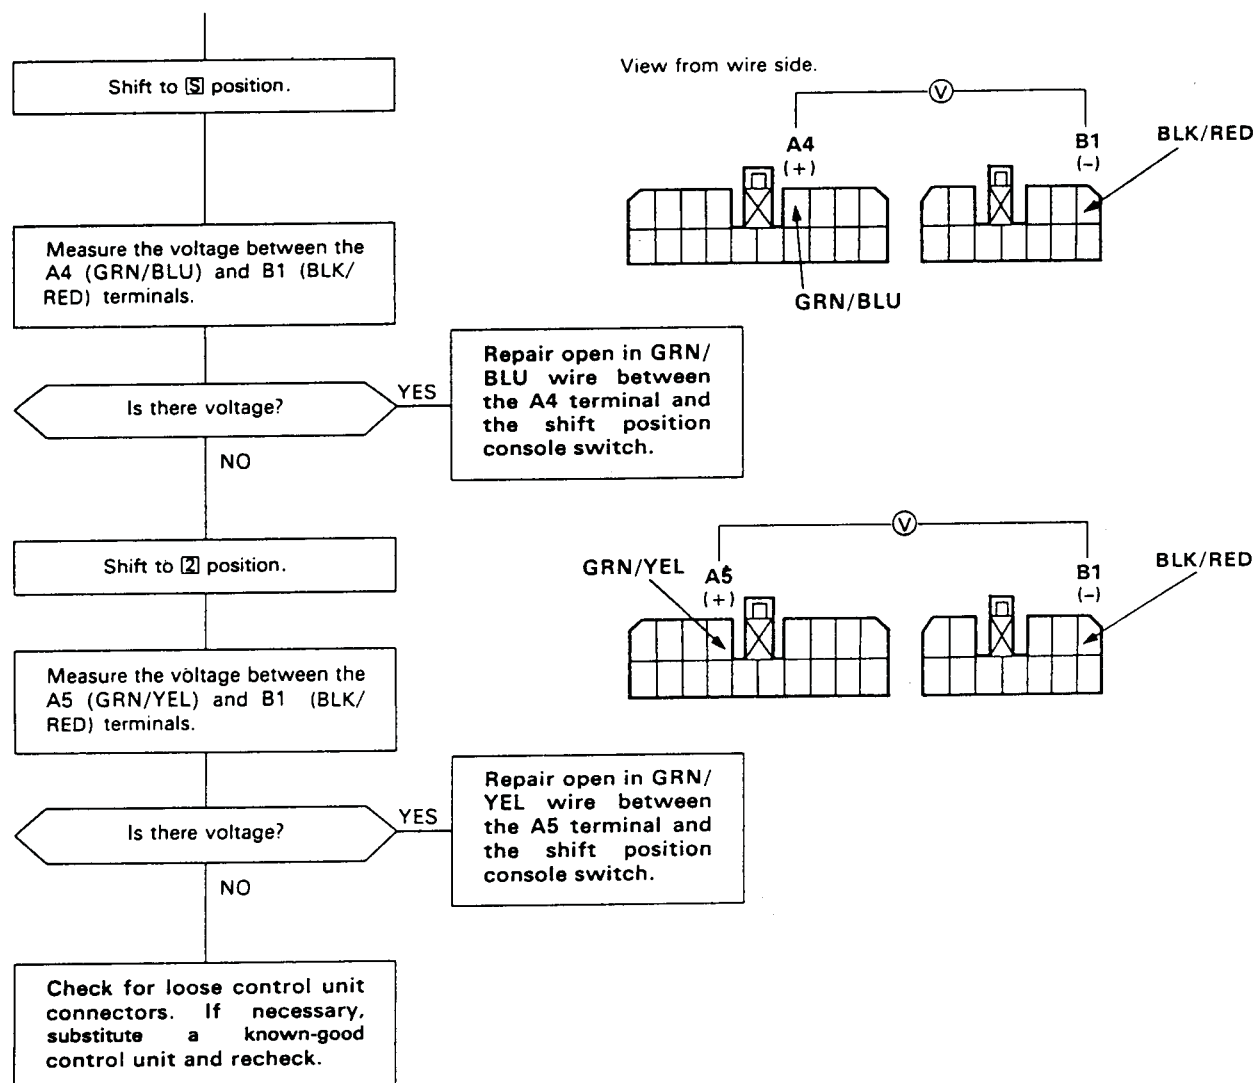 Shift to S position.
Measure the voltage between the
A4 (GRN/BLU) and B1 (BLK/
RED) terminals.
Is there voltage?
YES
NO
Repair open in GRN/
BLU wire between
the A4 terminal and
the shift position
console switch.
View from wire side.
V
A4
(+)
B1
(–)
BLK/RED
GRN/BLU
Shift to 2 position.
Measure the voltage between the
A5 (GRN/YEL) and B1 (BLK/
RED) terminals.
Is there voltage?
YES
NO
Repair open in GRN/
YEL wire between
the A5 terminal and
the shift position
console switch.
V
GRN/YEL
A5
(+)
B1
(–)
BLK/RED
Check for loose control unit
connectors. If necessary,
substitute a known-good
control unit and recheck.